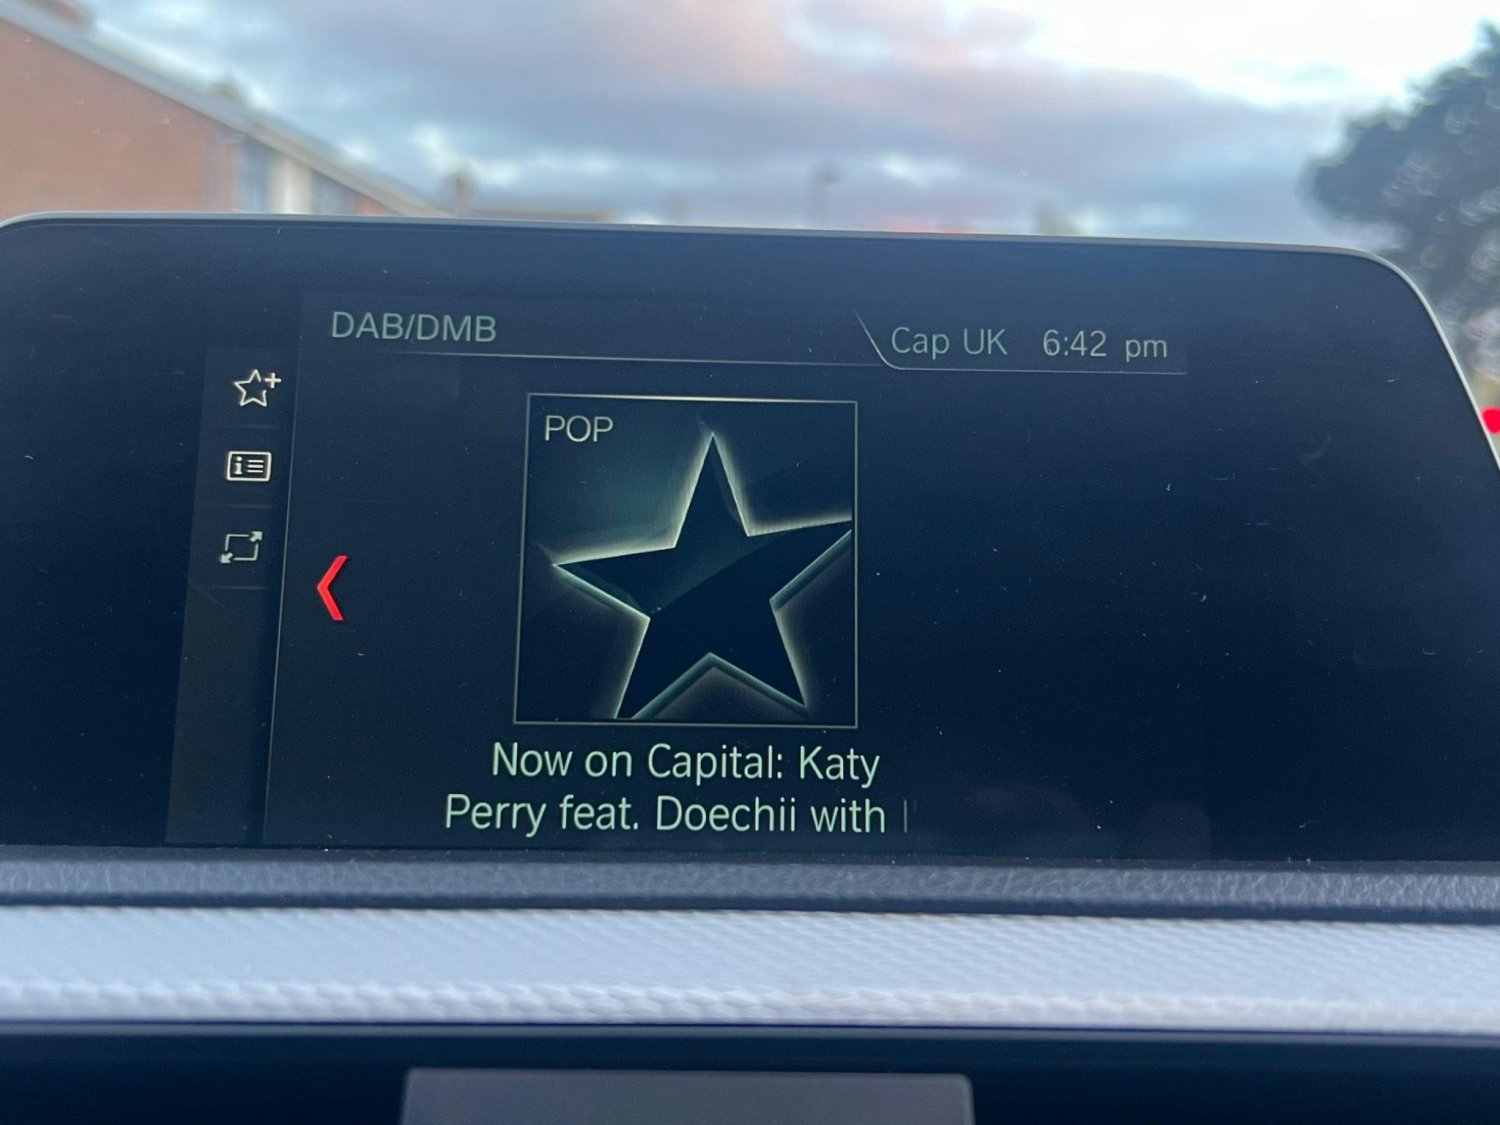 DAB/DMB
Cap UK 6:42 pm
POP
Now on Capital: Katy
Perry feat. Doechii with